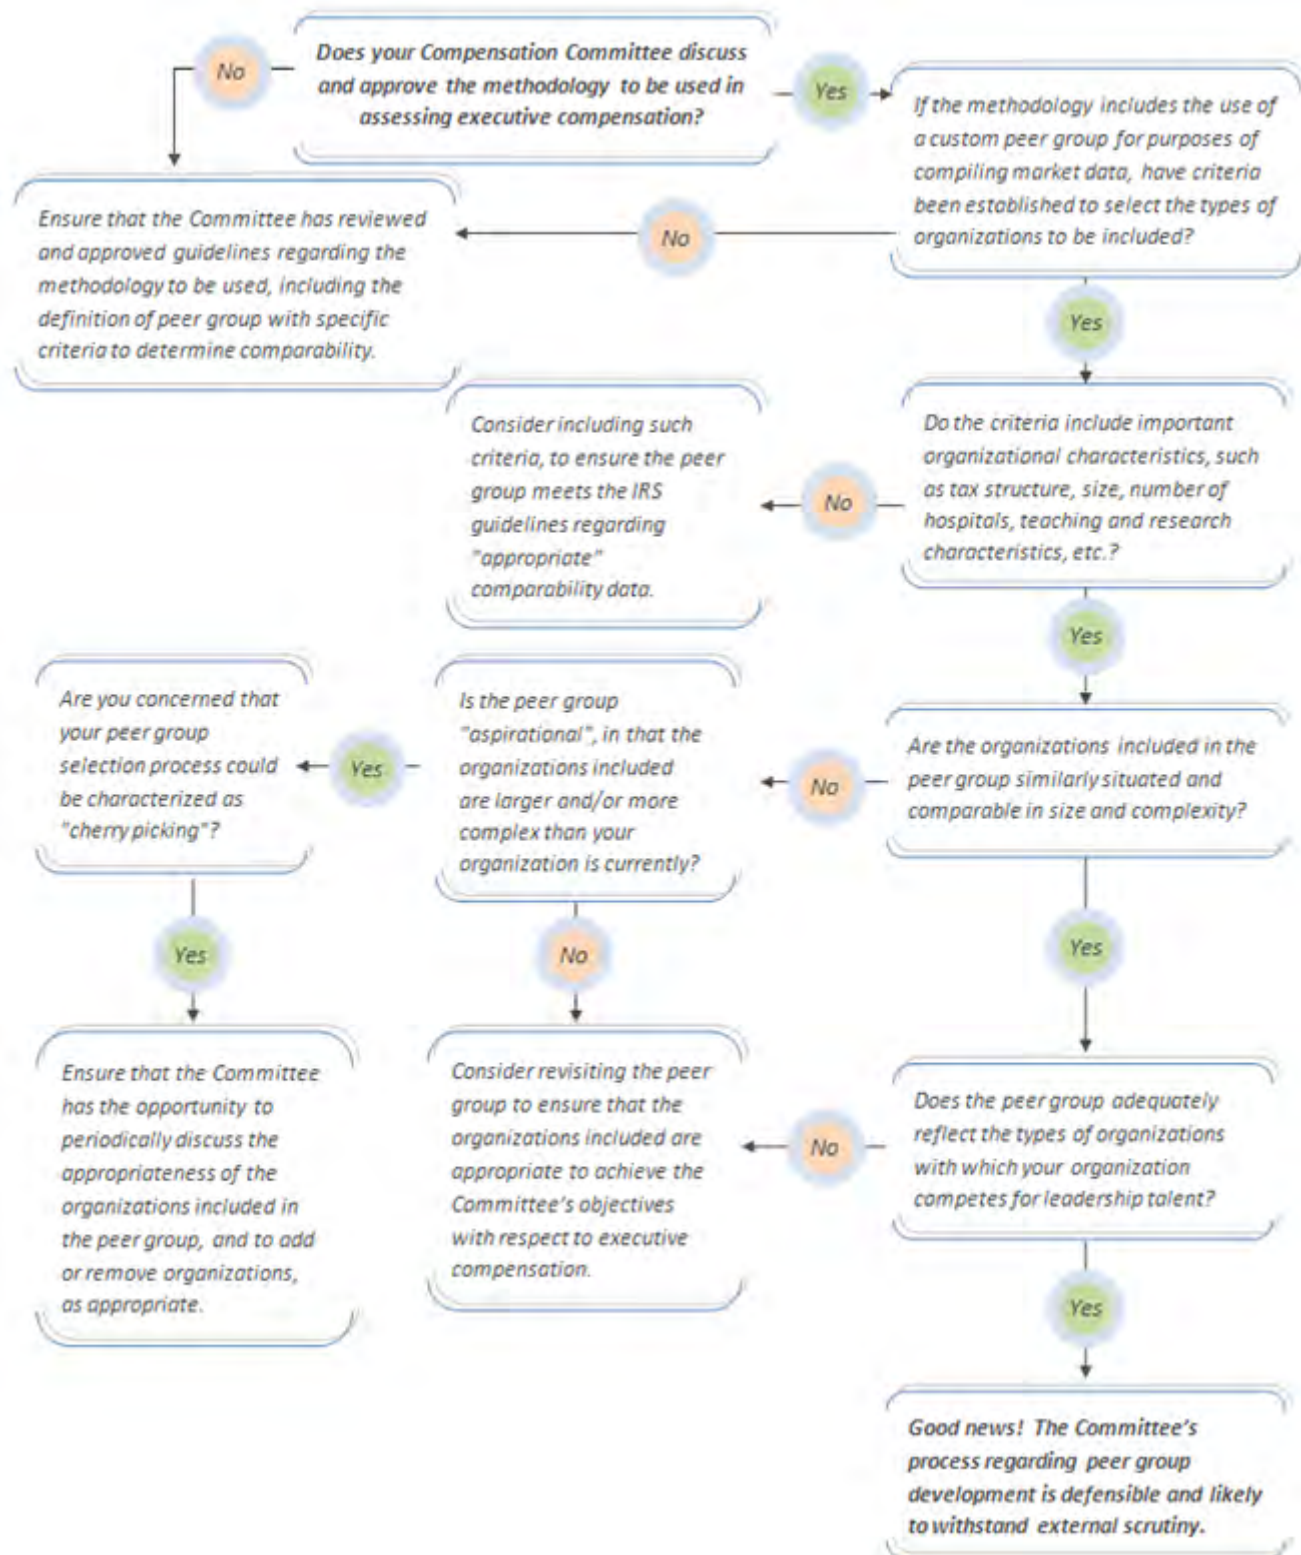 Does your Compensation Committee discuss
and approve the methodology to be used in
assessing executive compensation?
No
Yes
If the methodology includes the use of
a custom peer group for purposes of
compiling market data, have criteria
been established to select the types of
organizations to be included?
No
Ensure that the Committee has reviewed
and approved guidelines regarding the
methodology to be used, including the
definition of peer group with specific
criteria to determine comparability.
Yes
Do the criteria include important
organizational characteristics, such
as tax structure, size, number of
hospitals, teaching and research
characteristics, etc.?
No
Consider including such
criteria, to ensure the peer
group meets the IRS
guidelines regarding
"appropriate"
comparability data.
Yes
Are the organizations included in the
peer group similarly situated and
comparable in size and complexity?
No
Is the peer group
"aspirational", in that the
organizations included
are larger and/or more
complex than your
organization is currently?
Yes
Are you concerned that
your peer group
selection process could
be characterized as
"cherry picking"?
Yes
No
Yes
Ensure that the Committee
has the opportunity to
periodically discuss the
appropriateness of the
organizations included in
the peer group, and to add
or remove organizations,
as appropriate.
Consider revisiting the peer
group to ensure that the
organizations included are
appropriate to achieve the
Committee's objectives
with respect to executive
compensation.
No
Does the peer group adequately
reflect the types of organizations
with which your organization
competes for leadership talent?
Yes
Good news! The Committee's
process regarding peer group
development is defensible and likely
to withstand external scrutiny.